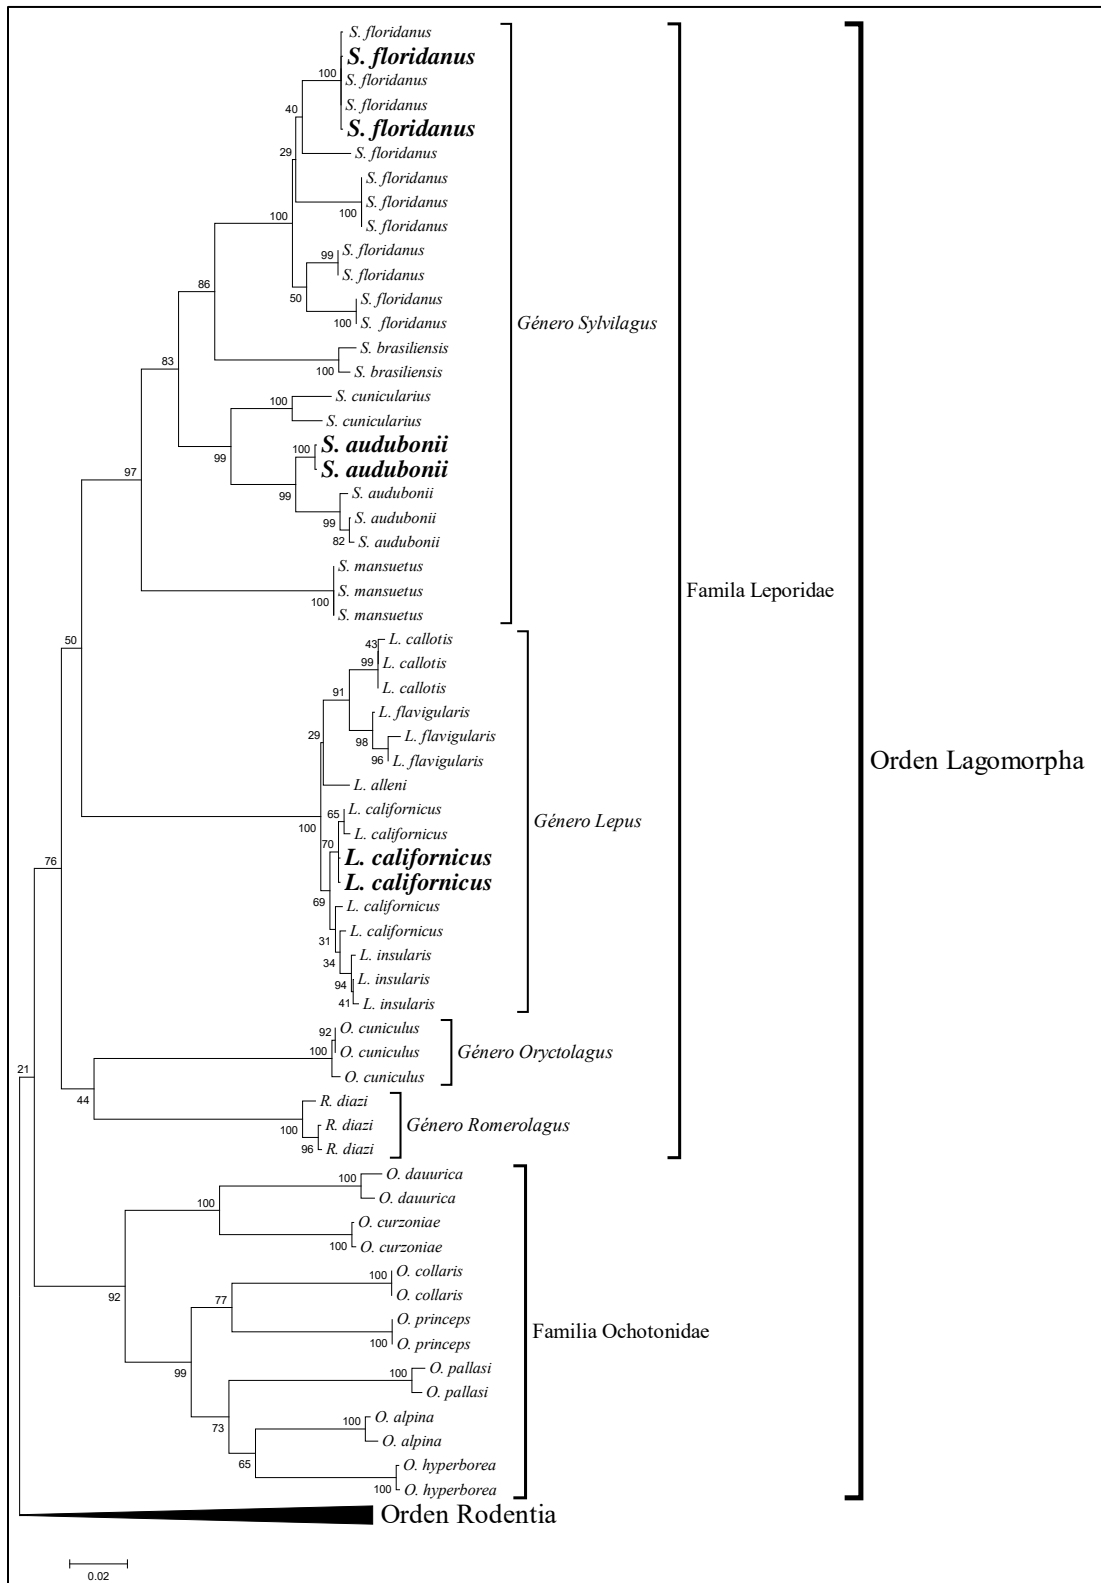 S. floridanus
S. floridanus
100
S. floridanus
40
S. floridanus
S. floridanus
29
S. floridanus
S. floridanus
S. floridanus
100
S. floridanus
100
S. floridanus
99
S. floridanus
86
50
S. floridanus
100
S. floridanus
Género Sylvilagus
S. brasiliensis
83
100
S. brasiliensis
S. cunicularius
100
S. cunicularius
S. audubonii
100
99
S. audubonii
97
99
S. audubonii
S. audubonii
99
82
S. audubonii
S. mansuetus
S. mansuetus
Famila Leporidae
100
S. mansuetus
50
43
L. callotis
99
L. callotis
L. callotis
91
L. flavigularis
98
L. flavigularis
29
96
L. flavigularis
Orden Lagomorpha
L. alleni
65
L. californicus
Género Lepus
100
L. californicus
70
L. californicus
76
L. californicus
69
L. californicus
31
L. californicus
34
L. insularis
94
L. insularis
41
L. insularis
92
O. cuniculus
100
O. cuniculus
Género Oryctolagus
O. cuniculus
21
44
R. diazi
100
R. diazi
Género Romerolagus
96
R. diazi
100
O. dauurica
100
O. dauurica
O. curzoniae
100
O. curzoniae
100
O. collaris
92
77
O. collaris
O. princeps
Familia Ochotonidae
100
O. princeps
99
100
O. pallasi
O. pallasi
73
100
O. alpina
O. alpina
65
O. hyperborea
100
O. hyperborea
Orden Rodentia
0.02